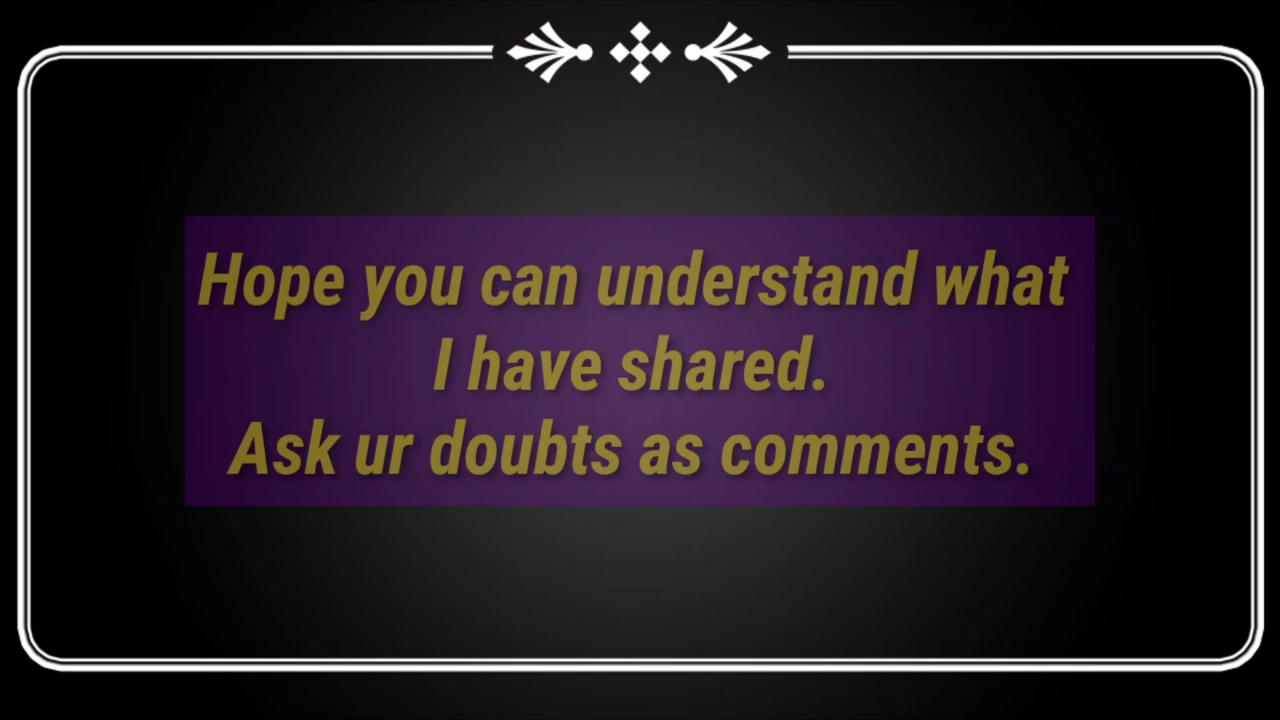 Hope you can understand what
I have shared.
Ask ur doubts as comments.